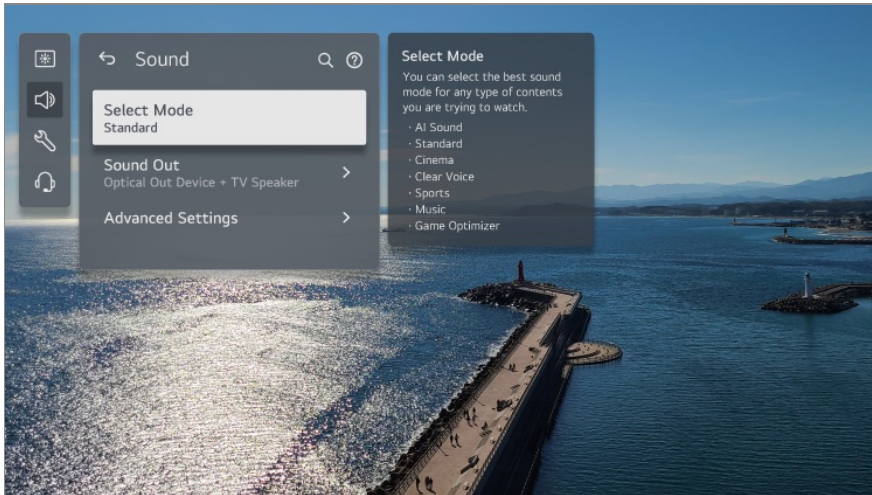 Sound
Select Mode
Standard
Sound Out
Optical Out Device + TV Speaker
Advanced Settings
Select Mode
You can select the best sound
mode for any type of contents
you are trying to watch.
· AI Sound
· Standard
· Cinema
· Clear Voice
· Sports
· Music
· Game Optimizer